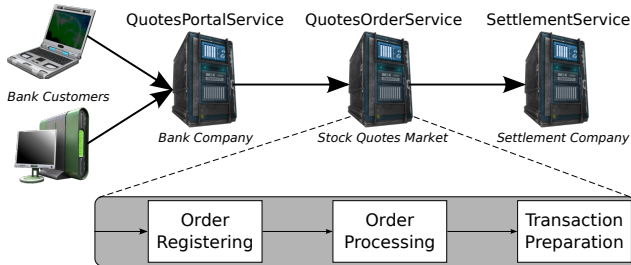 QuotesPortalService
QuotesOrderService
SettlementService
Bank Customers
Bank Company
Stock Quotes Market
Settlement Company
Order
Registering
Order
Processing
Transaction
Preparation